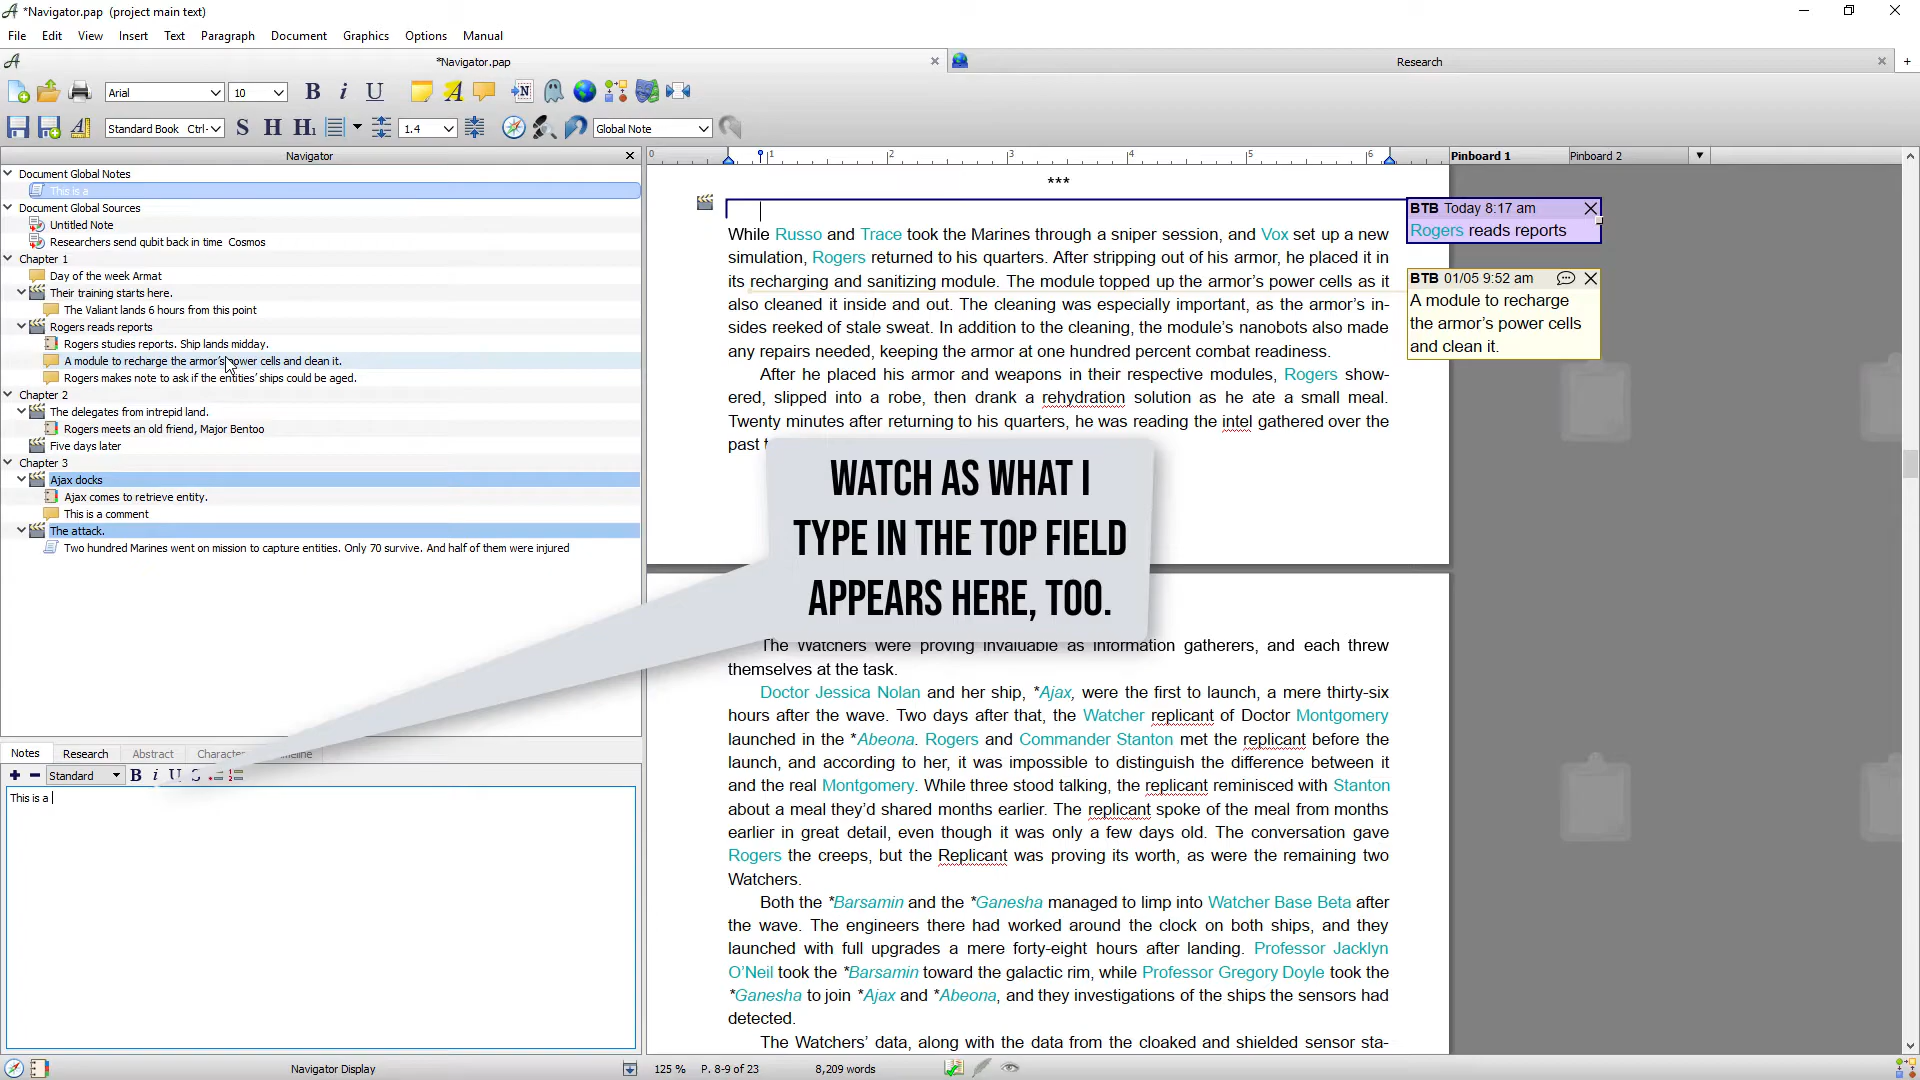 *Navigator.pap (project main text)
File Edit View Insert Text Paragraph Document Graphics Options Manual
*Navigator.pap
Research
Arial 10 B i U
Standard Book Ctrl- S H H1 1.4 Global Note
Navigator
Document Global Notes
This is a
Document Global Sources
Untitled Note
Researchers send qubit back in time Cosmos
Chapter 1
Day of the week Armat
Their training starts here.
The Valiant lands 6 hours from this point
Rogers reads reports
Rogers studies reports. Ship lands midday.
A module to recharge the armor's power cells and clean it.
Rogers makes note to ask if the entities' ships could be aged.
Chapter 2
The delegates from intrepid land.
Rogers meets an old friend, Major Bentoo
Five days later
Chapter 3
Ajax docks
Ajax comes to retrieve entity.
This is a comment
The attack.
Two hundred Marines went on mission to capture entities. Only 70 survive. And half of them were injured
Notes Research Abstract
Standard B i U S
This is a
0 1 2 3 4 5 6
***
While Russo and Trace took the Marines through a sniper session, and Vox set up a new
simulation, Rogers returned to his quarters. After stripping out of his armor, he placed it in
its recharging and sanitizing module. The module topped up the armor's power cells as it
also cleaned it inside and out. The cleaning was especially important, as the armor's in-
sides reeked of stale sweat. In addition to the cleaning, the module's nanobots also made
any repairs needed, keeping the armor at one hundred percent combat readiness.
After he placed his armor and weapons in their respective modules, Rogers show-
ered, slipped into a robe, then drank a rehydration solution as he ate a small meal.
Twenty minutes after returning to his quarters, he was reading the intel gathered over the
past
WATCH AS WHAT I
TYPE IN THE TOP FIELD
APPEARS HERE, TOO.
The Watchers were proving invaluable as information gatherers, and each threw
themselves at the task.
Doctor Jessica Nolan and her ship, *Ajax, were the first to launch, a mere thirty-six
hours after the wave. Two days after that, the Watcher replicant of Doctor Montgomery
launched in the *Abeona. Rogers and Commander Stanton met the replicant before the
launch, and according to her, it was impossible to distinguish the difference between it
and the real Montgomery. While three stood talking, the replicant reminisced with Stanton
about a meal they'd shared months earlier. The replicant spoke of the meal from months
earlier in great detail, even though it was only a few days old. The conversation gave
Rogers the creeps, but the Replicant was proving its worth, as were the remaining two
Watchers.
Both the *Barsamin and the *Ganesha managed to limp into Watcher Base Beta after
the wave. The engineers there had worked around the clock on both ships, and they
launched with full upgrades a mere forty-eight hours after landing. Professor Jacklyn
O'Neil took the *Barsamin toward the galactic rim, while Professor Gregory Doyle took the
*Ganesha to join *Ajax and *Abeona, and they investigations of the ships the sensors had
detected.
The Watchers' data, along with the data from the cloaked and shielded sensor sta-
Pinboard 1 Pinboard 2
BTB Today 8:17 am
Rogers reads reports
BTB 01/05 9:52 am
A module to recharge
the armor's power cells
and clean it.
Navigator Display 125 % P. 8-9 of 23 8,209 words